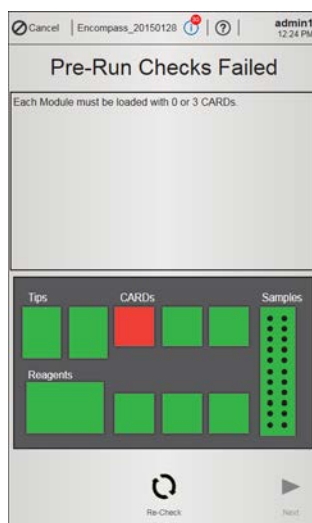 Cancel
Encompass_20150128
admin1
12:24 PM
Pre-Run Checks Failed
Each Module must be loaded with 0 or 3 CARDs.
Tips
CARDs
Samples
Reagents
Re-Check
Next